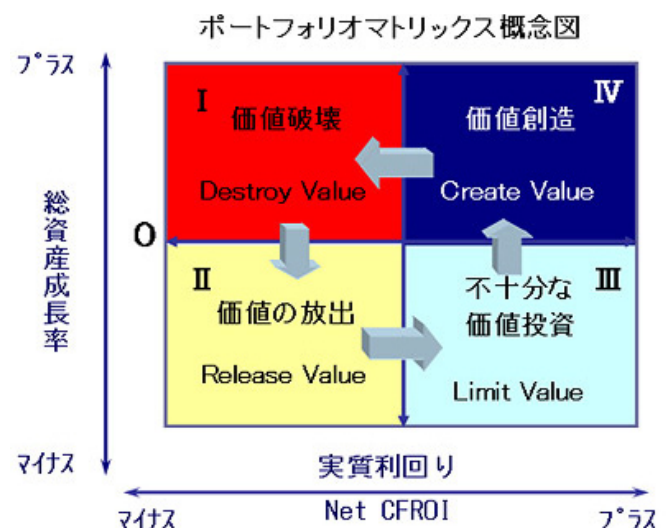 ポートフォリオマトリックス概念図
プラス
Ⅰ
価値破壊
Destroy Value
Ⅳ
価値創造
Create Value
総資産成長率
0
Ⅱ
価値の放出
Release Value
Ⅲ
不十分な
価値投資
Limit Value
マイナス
実質利回り
マイナス
Net CFROI
プラス